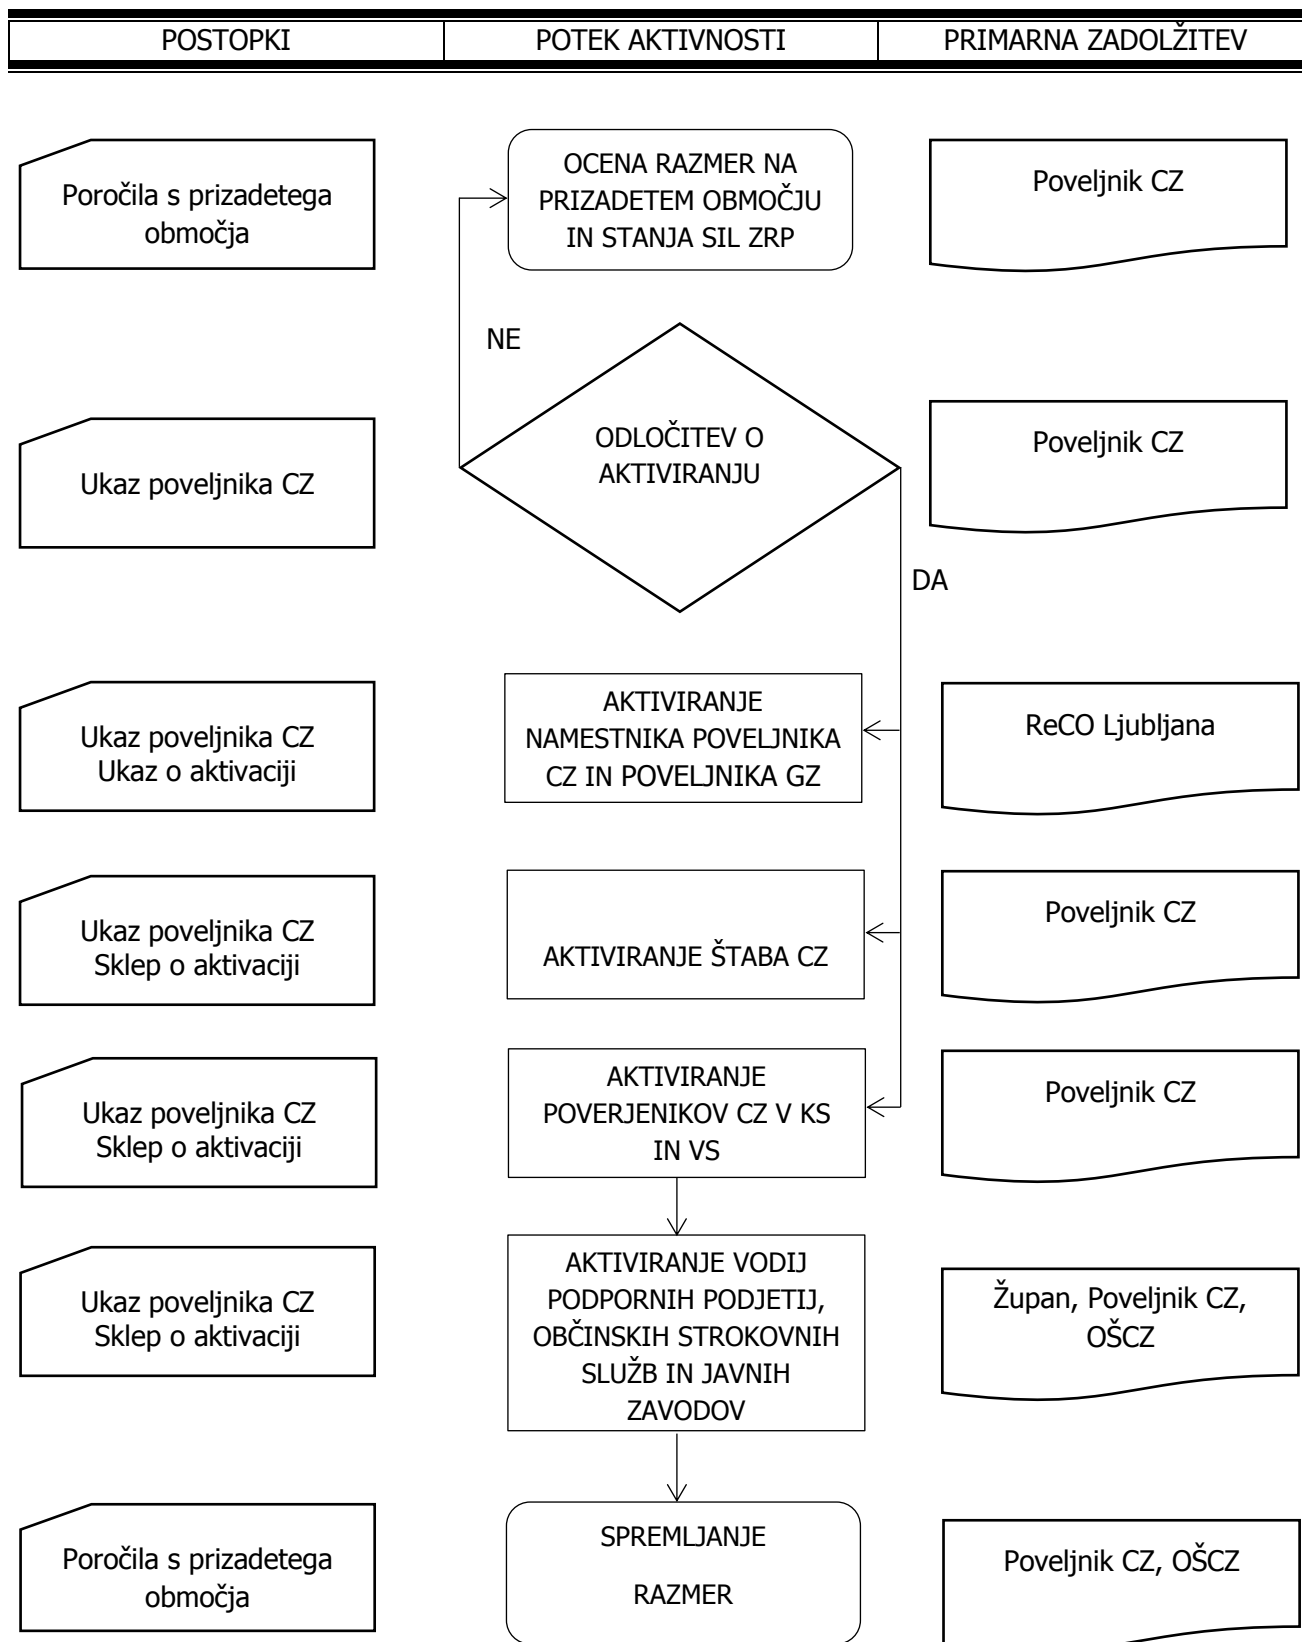 POSTOPKI
POTEK AKTIVNOSTI
PRIMARNA ZADOLŽITEV
Poročila s prizadetega
območja
OCENA RAZMER NA
PRIZADETEM OBMOČJU
IN STANJA SIL ZRP
Poveljnik CZ
NE
Ukaz poveljnika CZ
ODLOČITEV O
AKTIVIRANJU
Poveljnik CZ
DA
Ukaz poveljnika CZ
Ukaz o aktivaciji
AKTIVIRANJE
NAMESTNIKA POVELJNIKA
CZ IN POVELJNIKA GZ
ReCO Ljubljana
Ukaz poveljnika CZ
Sklep o aktivaciji
AKTIVIRANJE ŠTABA CZ
Poveljnik CZ
Ukaz poveljnika CZ
Sklep o aktivaciji
AKTIVIRANJE
POVERJENIKOV CZ V KS
IN VS
Poveljnik CZ
Ukaz poveljnika CZ
Sklep o aktivaciji
AKTIVIRANJE VODIJ
PODPORNIH PODJETIJ,
OBČINSKIH STROKOVNIH
SLUŽB IN JAVNIH
ZAVODOV
Župan, Poveljnik CZ,
OŠCZ
Poročila s prizadetega
območja
SPREMLJANJE
RAZMER
Poveljnik CZ, OŠCZ